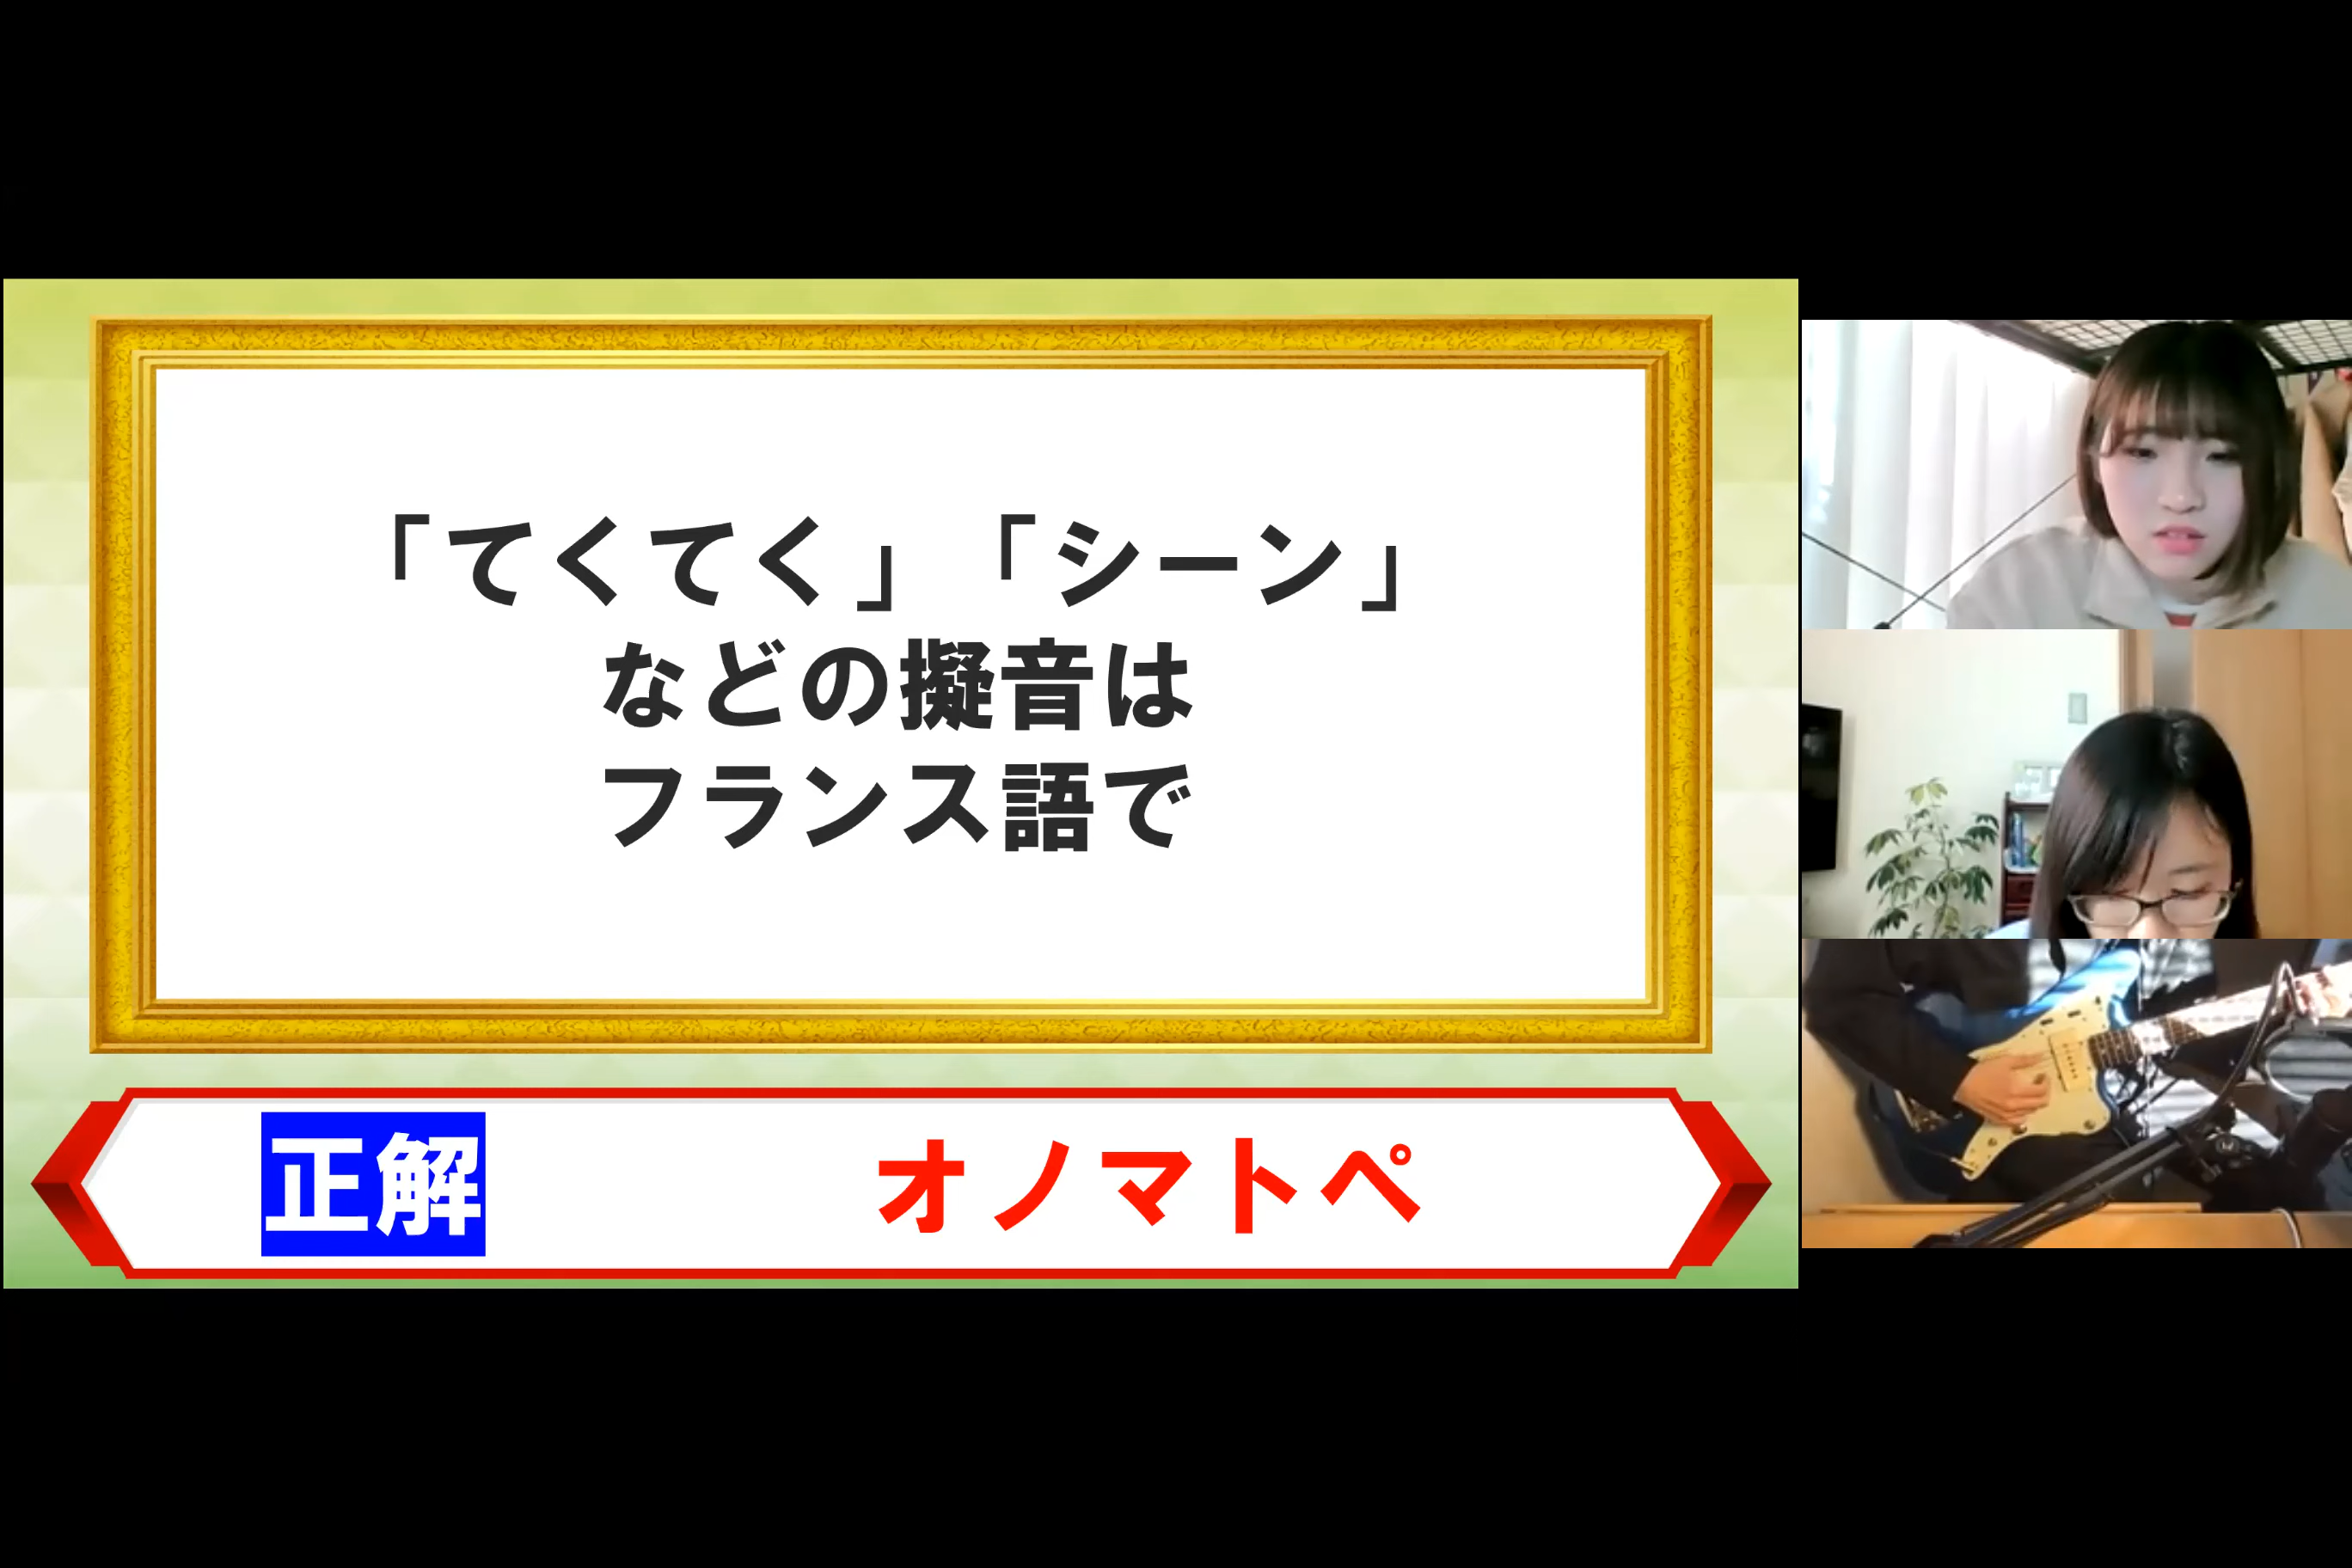 「てくてく」「シーン」
などの擬音は
フランス語で
正解 オノマトペ